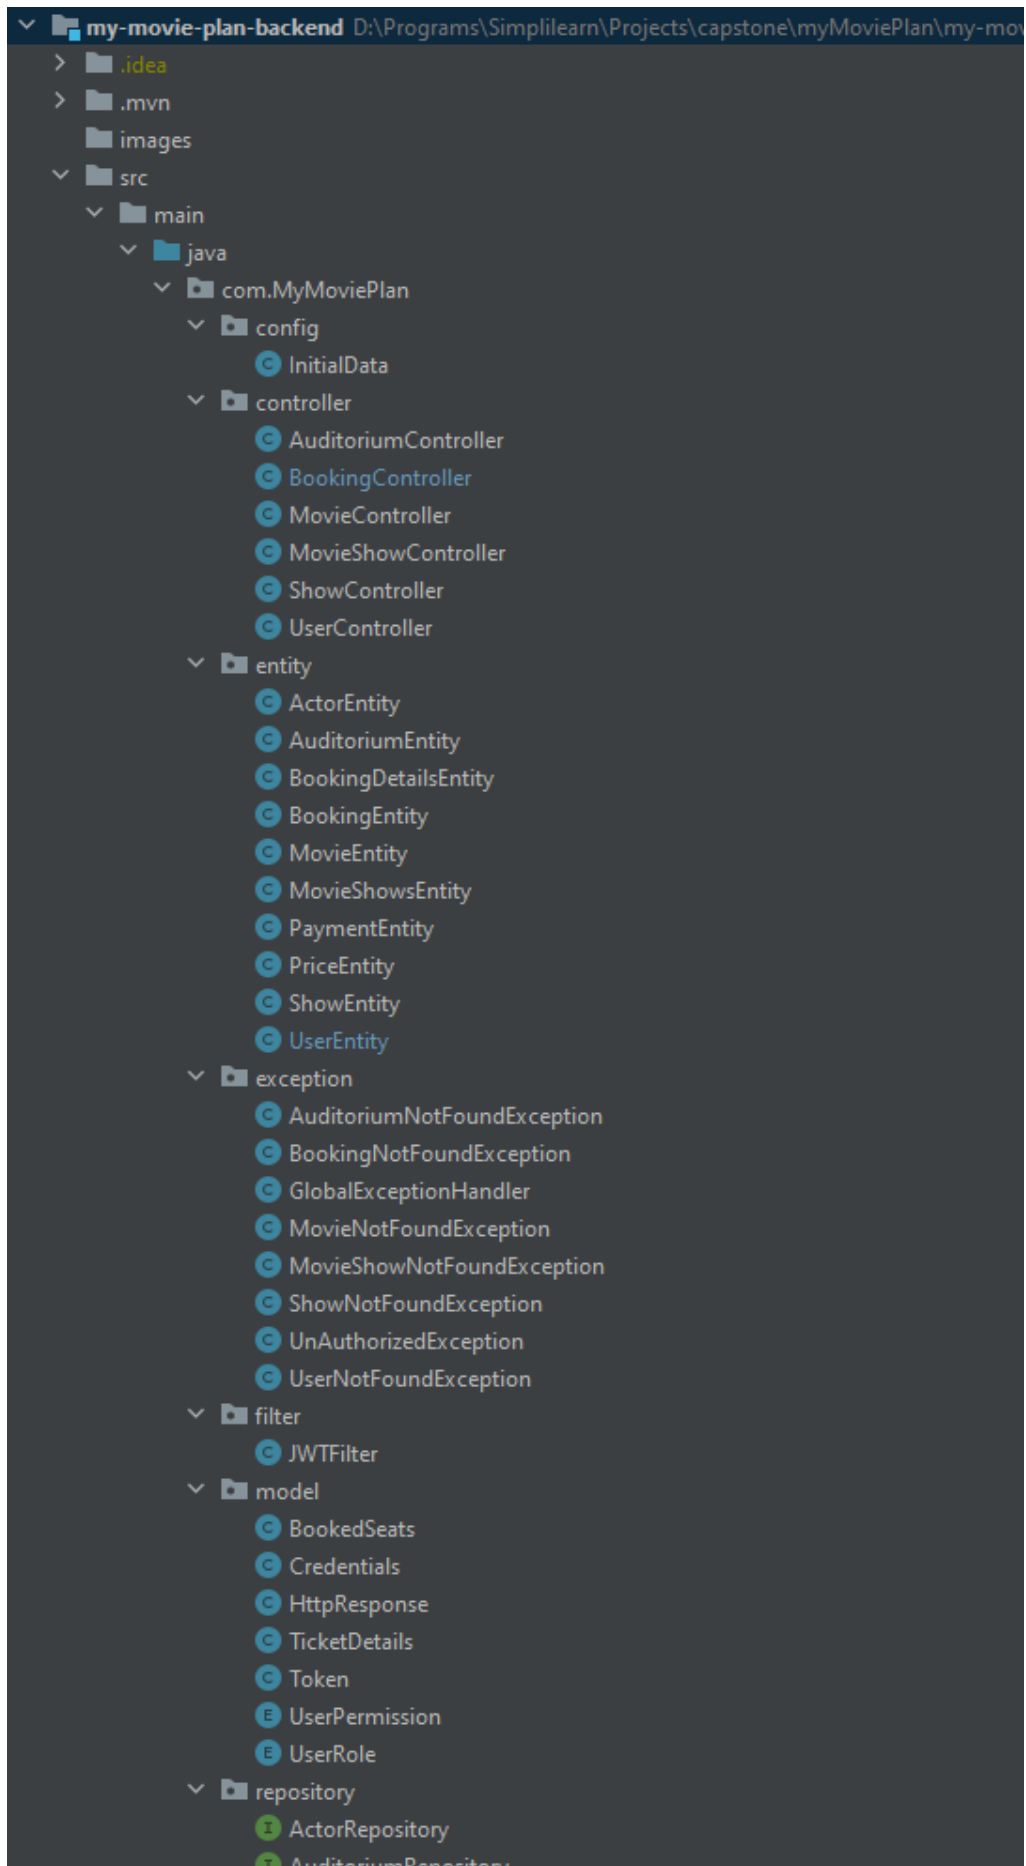 my-movie-plan-backend D:\Programs\Simplilearn\Projects\capstone\myMoviePlan\my-mov
.idea
.mvn
images
src
main
java
com.MyMoviePlan
config
C InitialData
controller
C AuditoriumController
C BookingController
C MovieController
C MovieShowController
C ShowController
C UserController
entity
C ActorEntity
C AuditoriumEntity
C BookingDetailsEntity
C BookingEntity
C MovieEntity
C MovieShowsEntity
C PaymentEntity
C PriceEntity
C ShowEntity
C UserEntity
exception
C AuditoriumNotFoundException
C BookingNotFoundException
C GlobalExceptionHandler
C MovieNotFoundException
C MovieShowNotFoundException
C ShowNotFoundException
C UnAuthorizedException
C UserNotFoundException
filter
C JWTFilter
model
C BookedSeats
C Credentials
C HttpResponse
C TicketDetails
C Token
E UserPermission
E UserRole
repository
I ActorRepository
I AuditoriumRepository